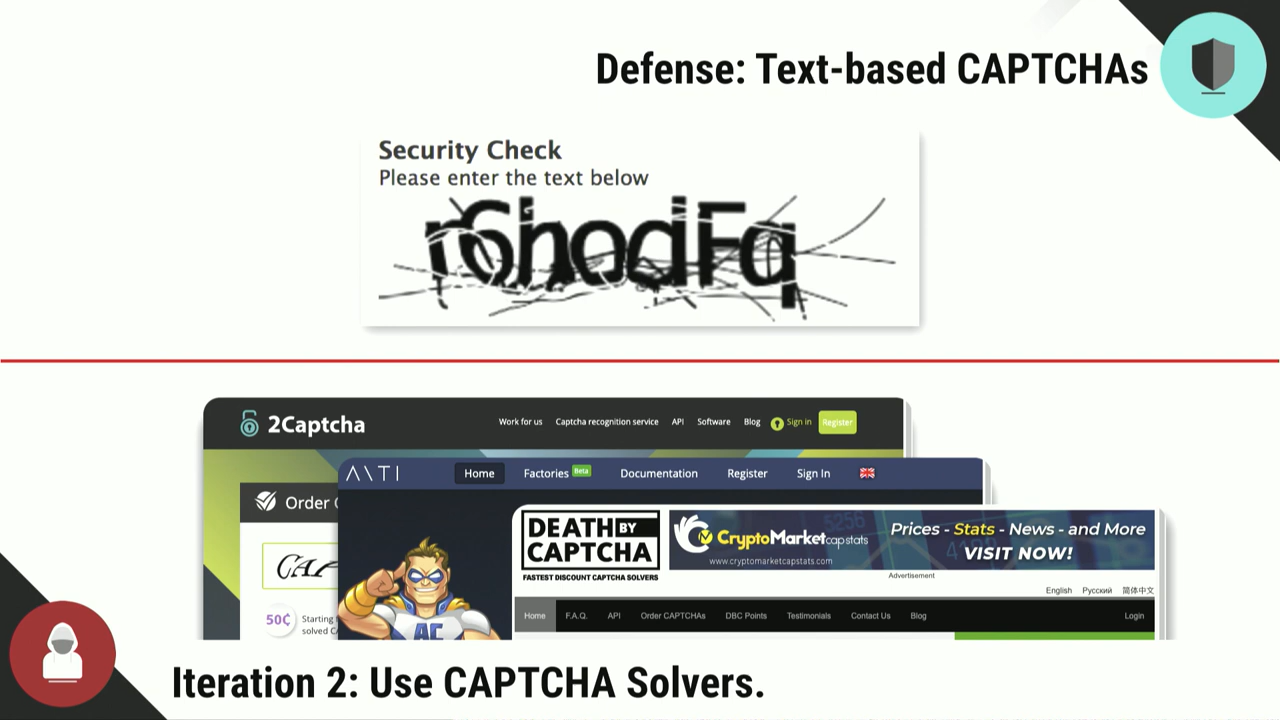 Defense: Text-based CAPTCHAs
Security Check
Please enter the text below
2Captcha
Work for us Captcha recognition service API Software Blog Sign in Register
Order
50¢ Starting
solved
Home Factories Beta Documentation Register Sign In
AC
DEATH BY
CAPTCHA
FASTEST DISCOUNT CAPTCHA SOLVERS
CryptoMarketcapstats
www.cryptomarketcapstats.com
Prices - Stats - News - and More
VISIT NOW!
Advertisement
English Русский 简体中文
Home F.A.Q. API Order CAPTCHAs DBC Points Testimonials Contact Us Blog Login
Iteration 2: Use CAPTCHA Solvers.